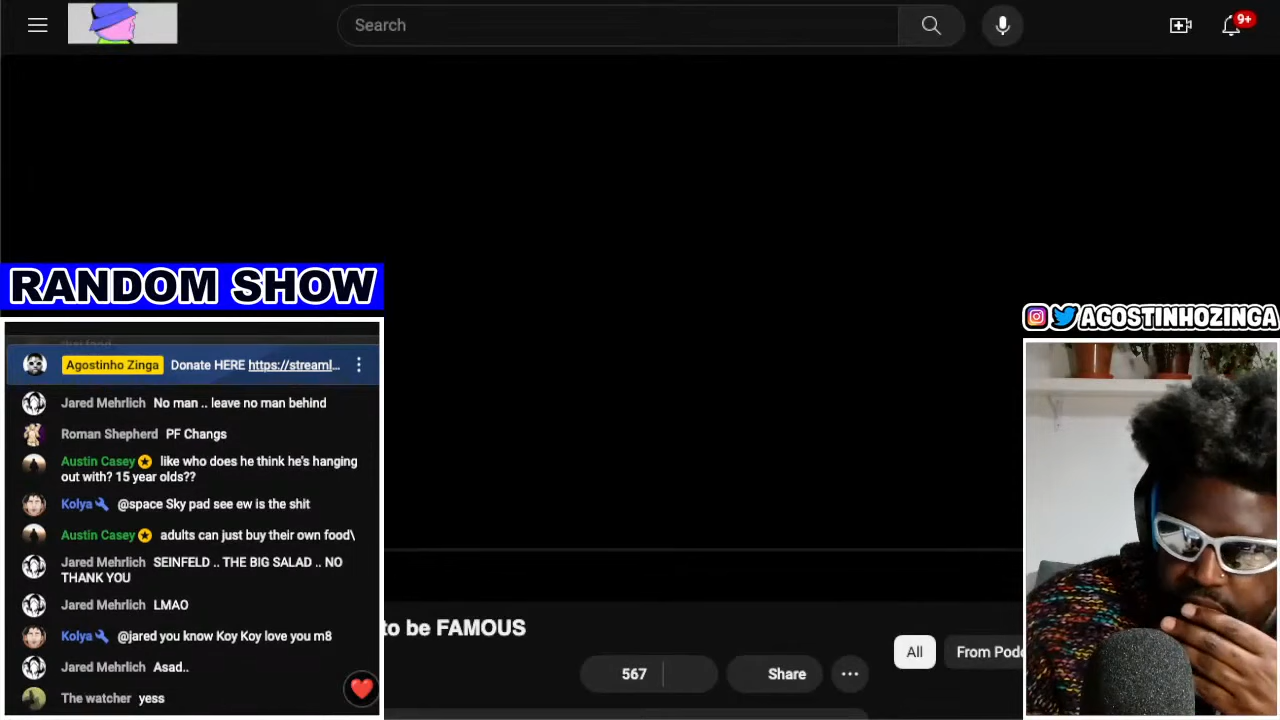 Search
9+
RANDOM SHOW
AGOSTINHOZINGA
Agostinho Zinga Donate HERE https://streaml...
Jared Mehrlich No man .. leave no man behind
Roman Shepherd PF Changs
Austin Casey like who does he think he's hanging
out with? 15 year olds??
Kolya @space Sky pad see ew is the shit
Austin Casey adults can just buy their own food\
Jared Mehrlich SEINFELD .. THE BIG SALAD .. NO
THANK YOU
Jared Mehrlich LMAO
Kolya @jared you know Koy Koy love you m8
Jared Mehrlich Asad..
The watcher yess
to be FAMOUS
567
Share
All
From Podc